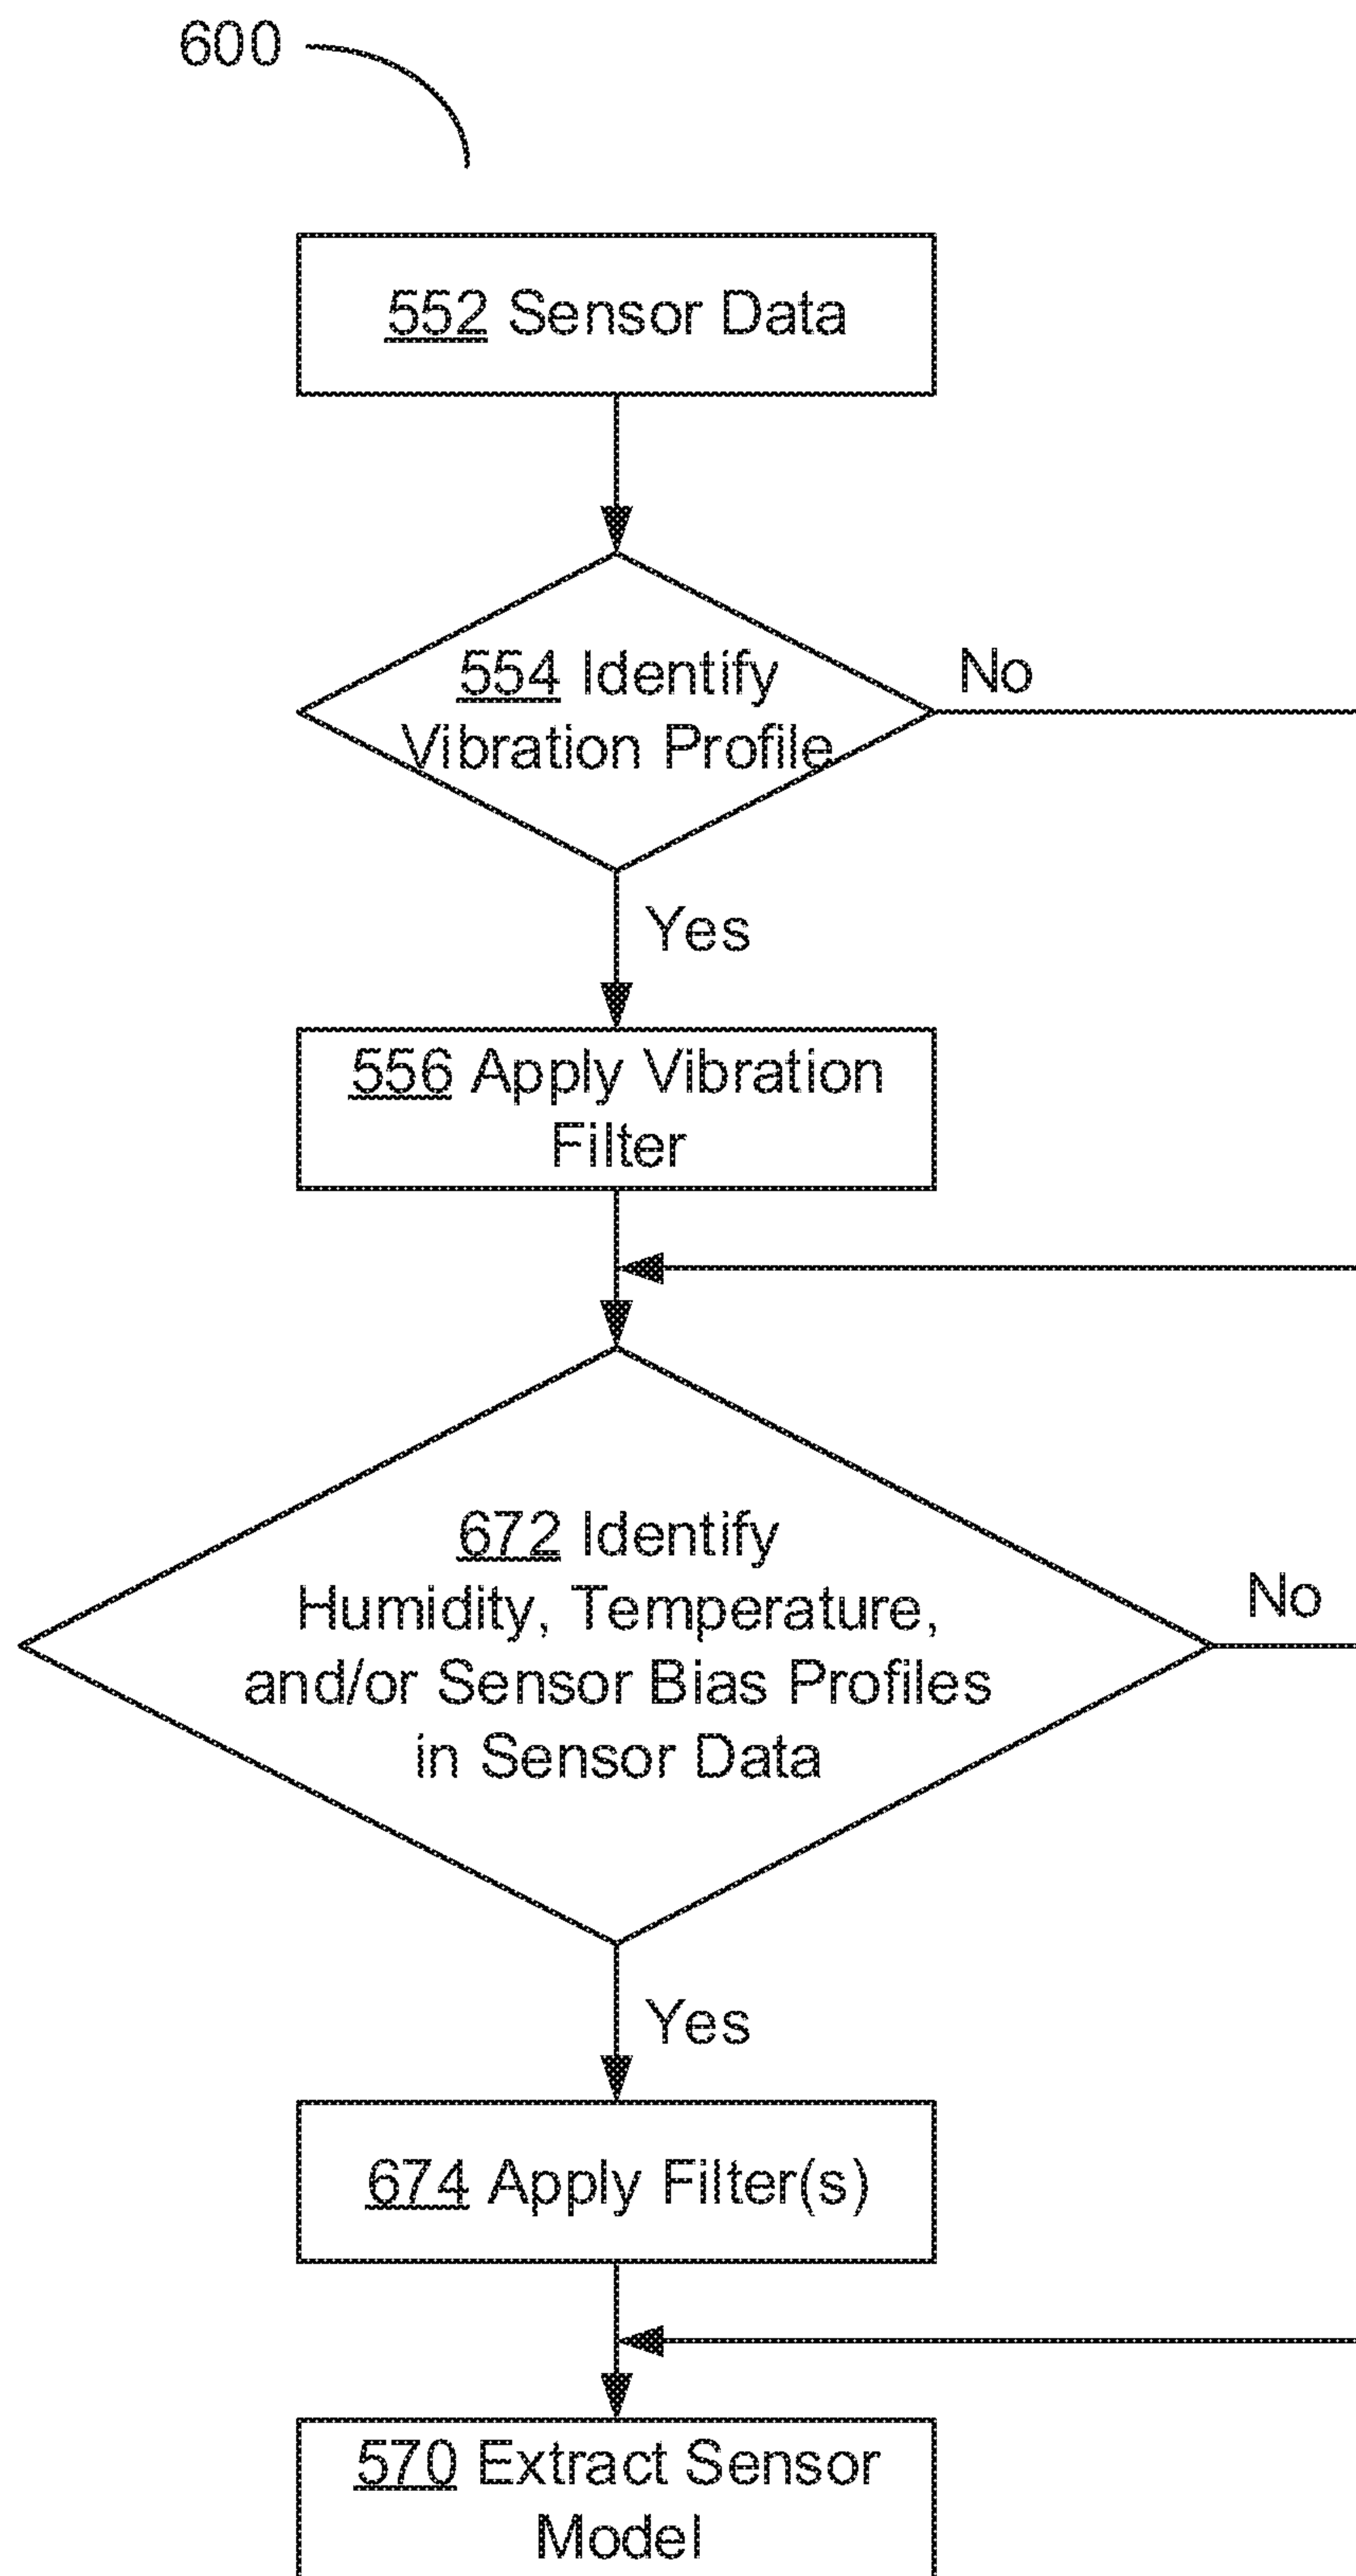 600
552 Sensor Data
554 Identify
Vibration Profile
No
Yes
556 Apply Vibration
Filter
672 Identify
Humidity, Temperature,
and/or Sensor Bias Profiles
in Sensor Data
No
Yes
674 Apply Filter(s)
570 Extract Sensor
Model